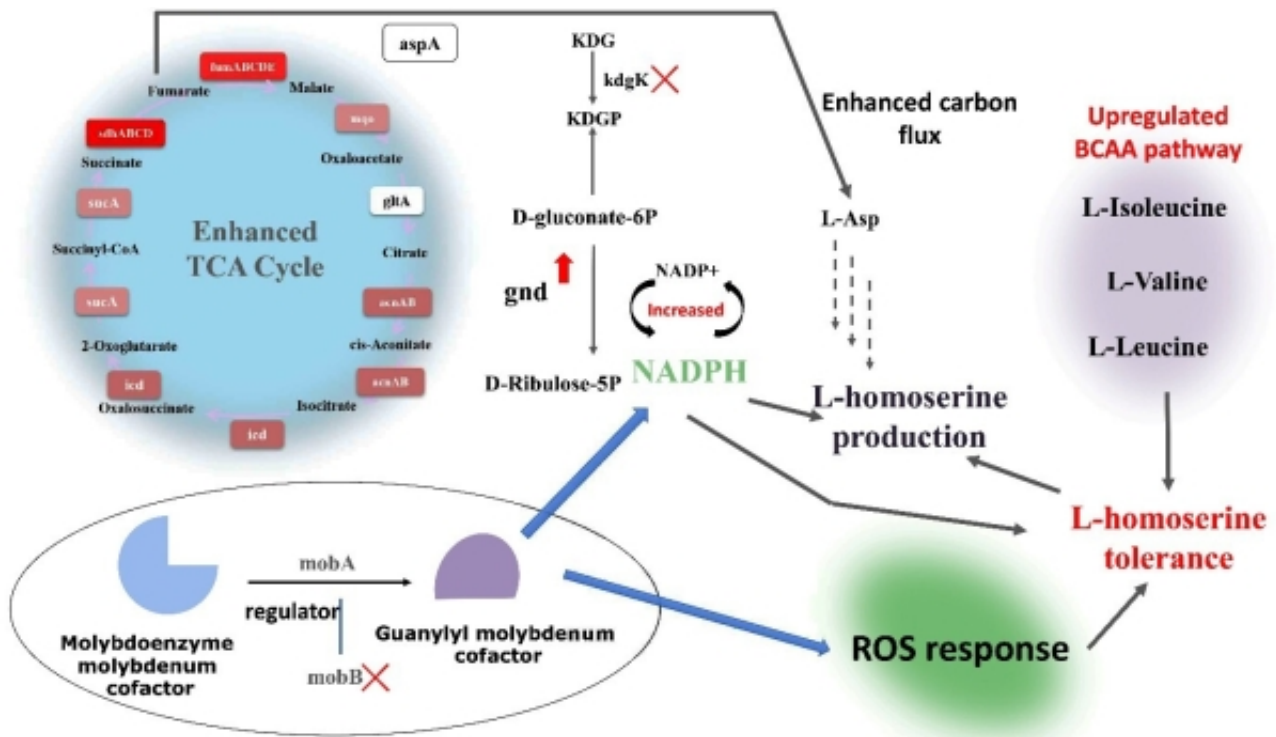 aspA
fumABCDE
Fumarate
Malate
sdhABCD
mqo
Succinate
Oxaloacetate
sucA
gltA
Succinyl-CoA
Citrate
Enhanced
TCA Cycle
sucA
acnAB
2-Oxoglutarate
cis-Aconitate
icd
acnAB
Oxalosuccinate
Isocitrate
icd
KDG
kdgK
KDGP
D-gluconate-6P
gnd
NADP+
Increased
D-Ribulose-5P
NADPH
Enhanced carbon
flux
L-Asp
L-homoserine
production
Upregulated
BCAA pathway
L-Isoleucine
L-Valine
L-Leucine
L-homoserine
tolerance
ROS response
mobA
regulator
Molybdoenzyme
molybdenum
cofactor
Guanylyl molybdenum
cofactor
mobB